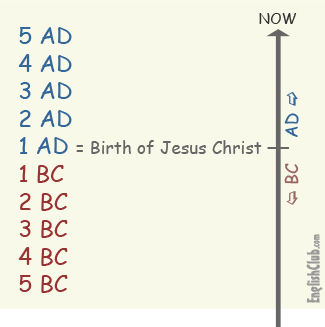 NOW
5 AD
4 AD
3 AD
2 AD
1 AD = Birth of Jesus Christ
1 BC
2 BC
3 BC
4 BC
5 BC
AD ⇨
⇦ BC
EnglishClub.com